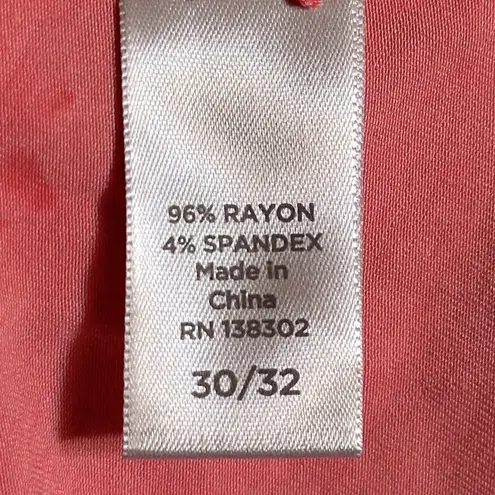 96% RAYON
4% SPANDEX
Made in
China
RN 138302
30/32